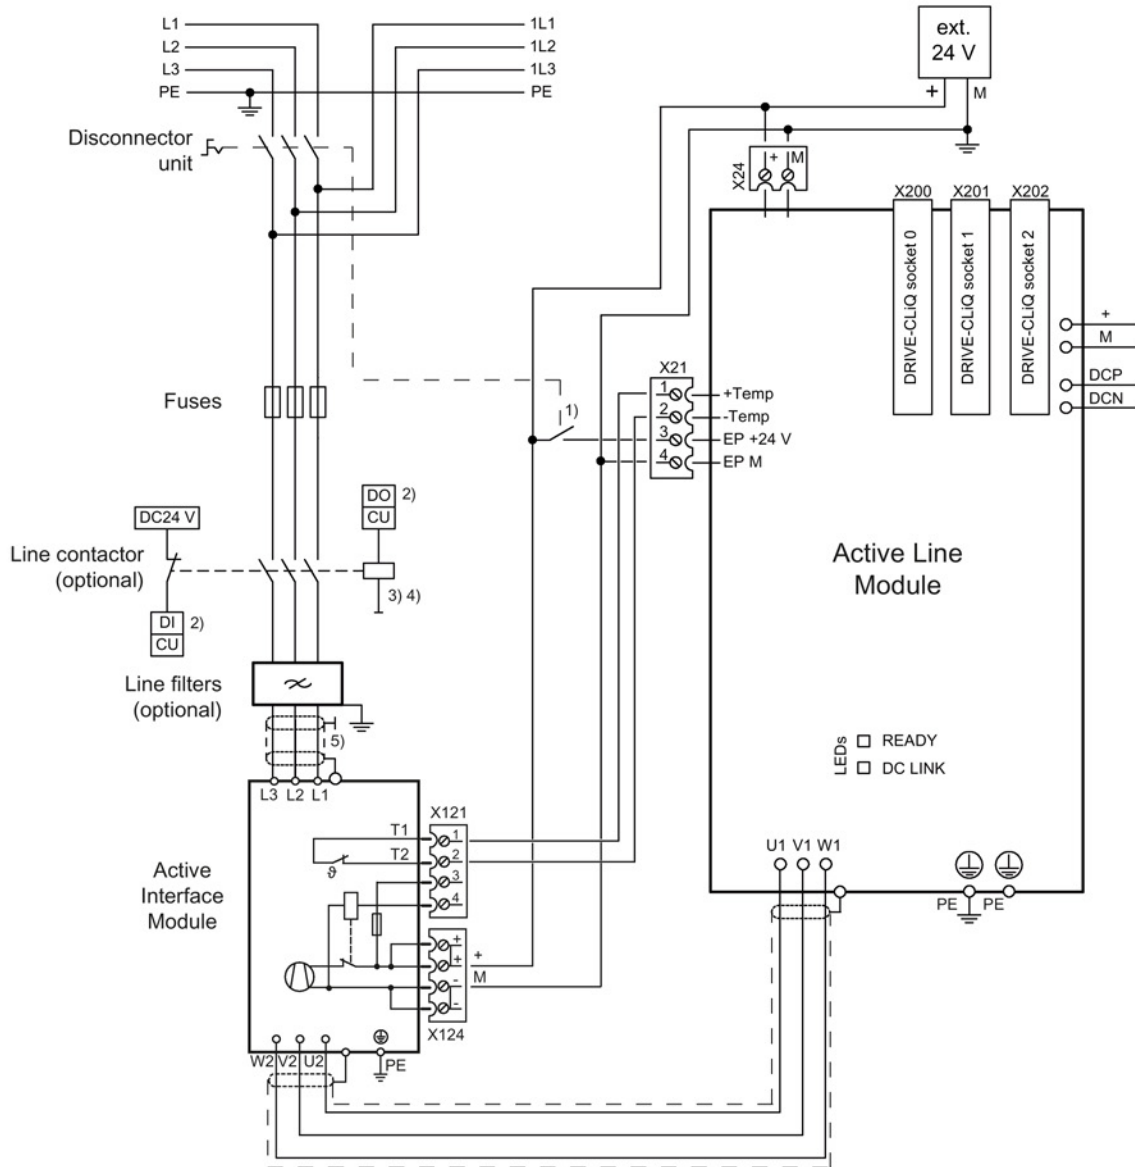 L1
1L1
L2
1L2
L3
1L3
PE
PE
ext.
24 V
+
M
Disconnector
unit
X24
+
M
X200
X201
X202
DRIVE-CLiQ socket 0
DRIVE-CLiQ socket 1
DRIVE-CLiQ socket 2
+
M
DCP
DCN
X21
1
+Temp
2
-Temp
3
EP +24 V
4
EP M
1)
Fuses
DC24 V
DO
2)
CU
Line contactor
(optional)
3) 4)
DI
2)
CU
Active Line
Module
Line filters
(optional)
5)
LEDs
READY
DC LINK
L3
L2
L1
X121
T1
1
T2
2
3
4
ϑ
Active
Interface
Module
+
+
-
-
+
M
X124
U1
V1
W1
PE
PE
W2
V2
U2
PE